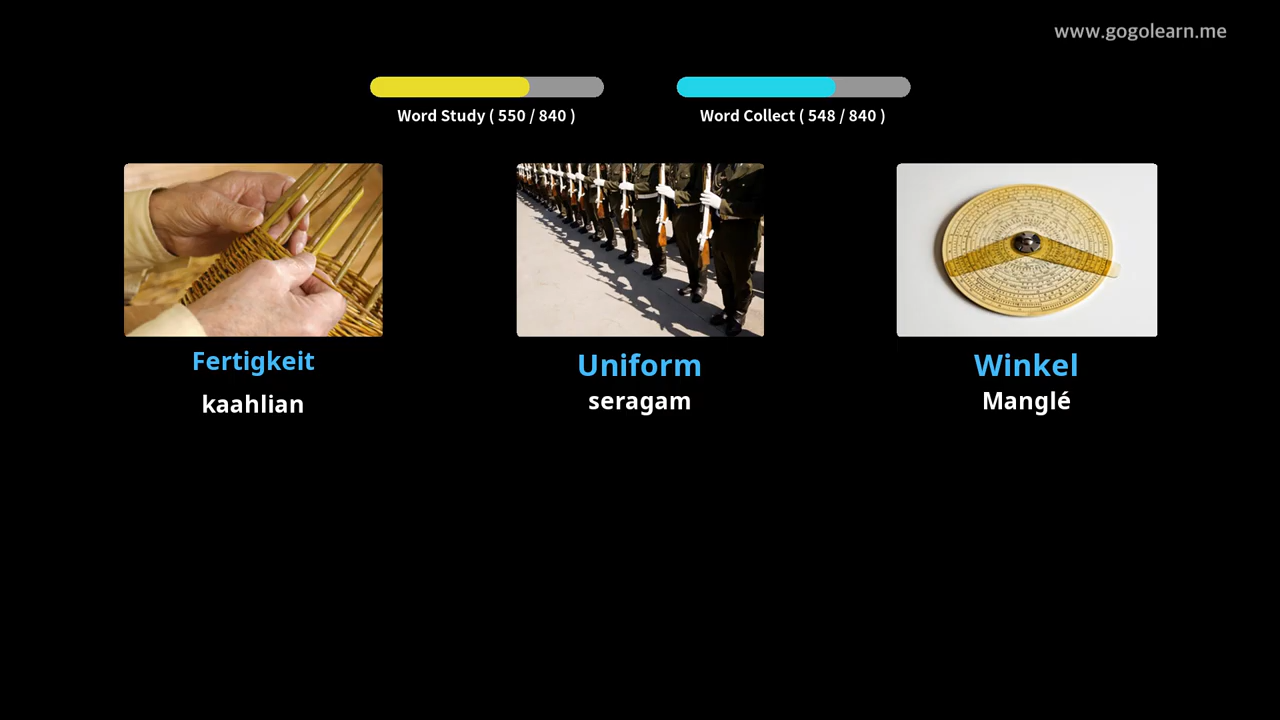 www.gogolearn.me
Word Study ( 550 / 840 )
Word Collect ( 548 / 840 )
Fertigkeit
kaahlian
Uniform
seragam
Winkel
Manglé